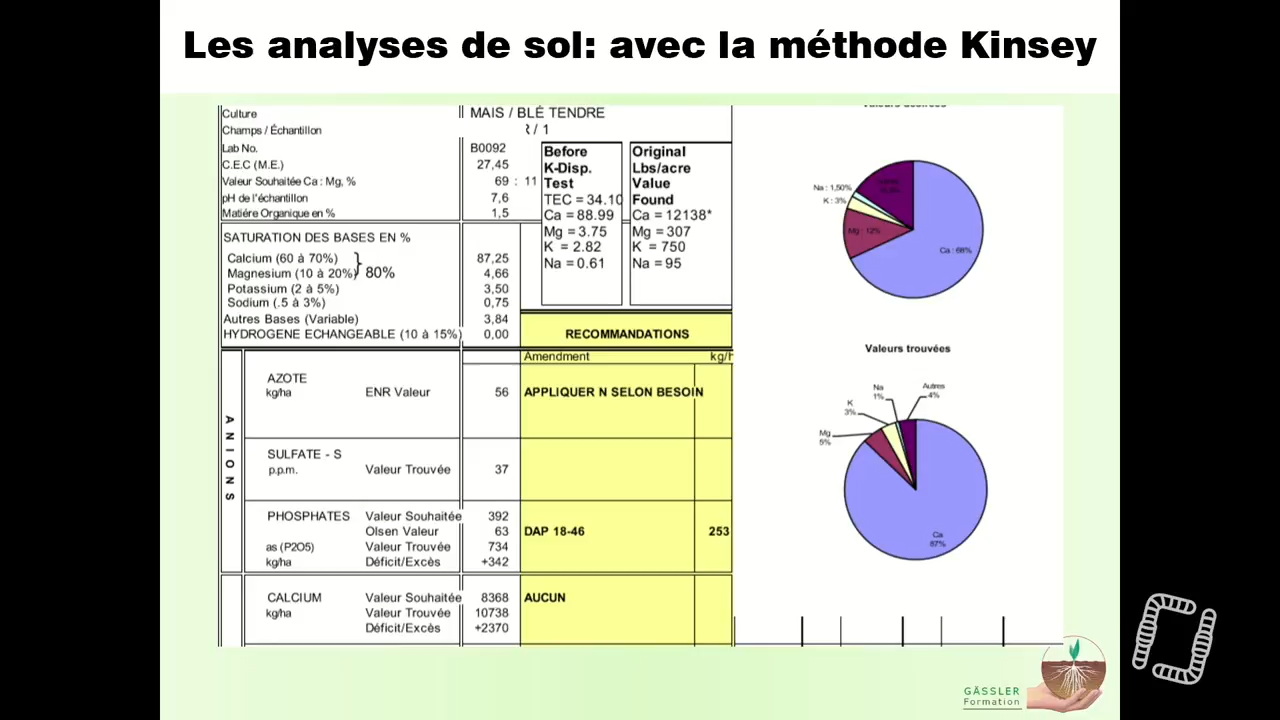 Les analyses de sol: avec la méthode Kinsey
Culture MAIS / BLÉ TENDRE
Champs / Échantillon / 1
Lab No. B0092
C.E.C (M.E.) 27,45
Valeur Souhaitée Ca : Mg, % 69 : 11
pH de l'échantillon 7,6
Matière Organique en % 1,5
Before
K-Disp.
Test
TEC = 34.10
Ca = 88.99
Mg = 3.75
K = 2.82
Na = 0.61
Original
Lbs/acre
Value
Found
Ca = 12138*
Mg = 307
K = 750
Na = 95
SATURATION DES BASES EN %
Calcium (60 à 70%) 87,25
Magnesium (10 à 20%) 4,66
80%
Potassium (2 à 5%) 3,50
Sodium (.5 à 3%) 0,75
Autres Bases (Variable) 3,84
HYDROGENE ECHANGEABLE (10 à 15%) 0,00
RECOMMANDATIONS
Amendment kg/h
ANIONS
AZOTE
kg/ha ENR Valeur 56 APPLIQUER N SELON BESOIN
SULFATE - S
p.p.m. Valeur Trouvée 37
PHOSPHATES Valeur Souhaitée 392
Olsen Valeur 63 DAP 18-46 253
as (P2O5) Valeur Trouvée 734
kg/ha Déficit/Excès +342
CALCIUM Valeur Souhaitée 8368 AUCUN
kg/ha Valeur Trouvée 10738
Déficit/Excès +2370
Na : 1,50%
K : 3%
Mg : 12%
Ca : 68%
Valeurs trouvées
Na
1%
Autres
4%
K
3%
Mg
5%
Ca
87%
GÄSSLER
Formation